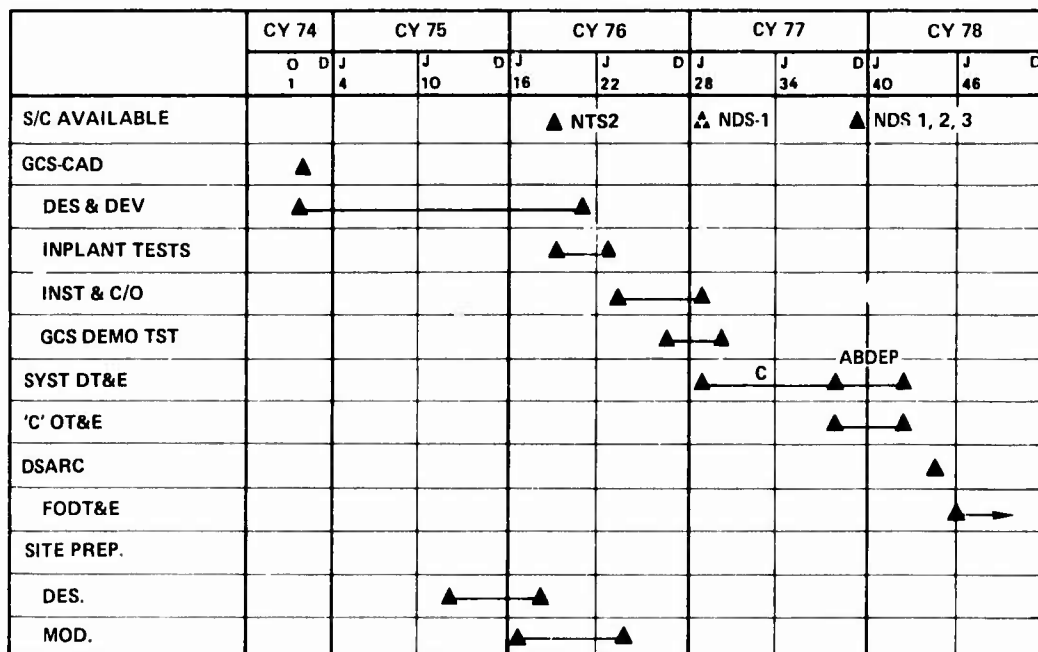 CY 74 CY 75 CY 76 CY 77 CY 78
O D J J D J J D J J D J J D
1 4 10 16 22 28 34 40 46
S/C AVAILABLE NTS2 NDS-1 NDS 1, 2, 3
GCS-CAD
DES & DEV
INPLANT TESTS
INST & C/O
GCS DEMO TST
ABDEP
SYST DT&E C
'C' OT&E
DSARC
FODT&E
SITE PREP.
DES.
MOD.